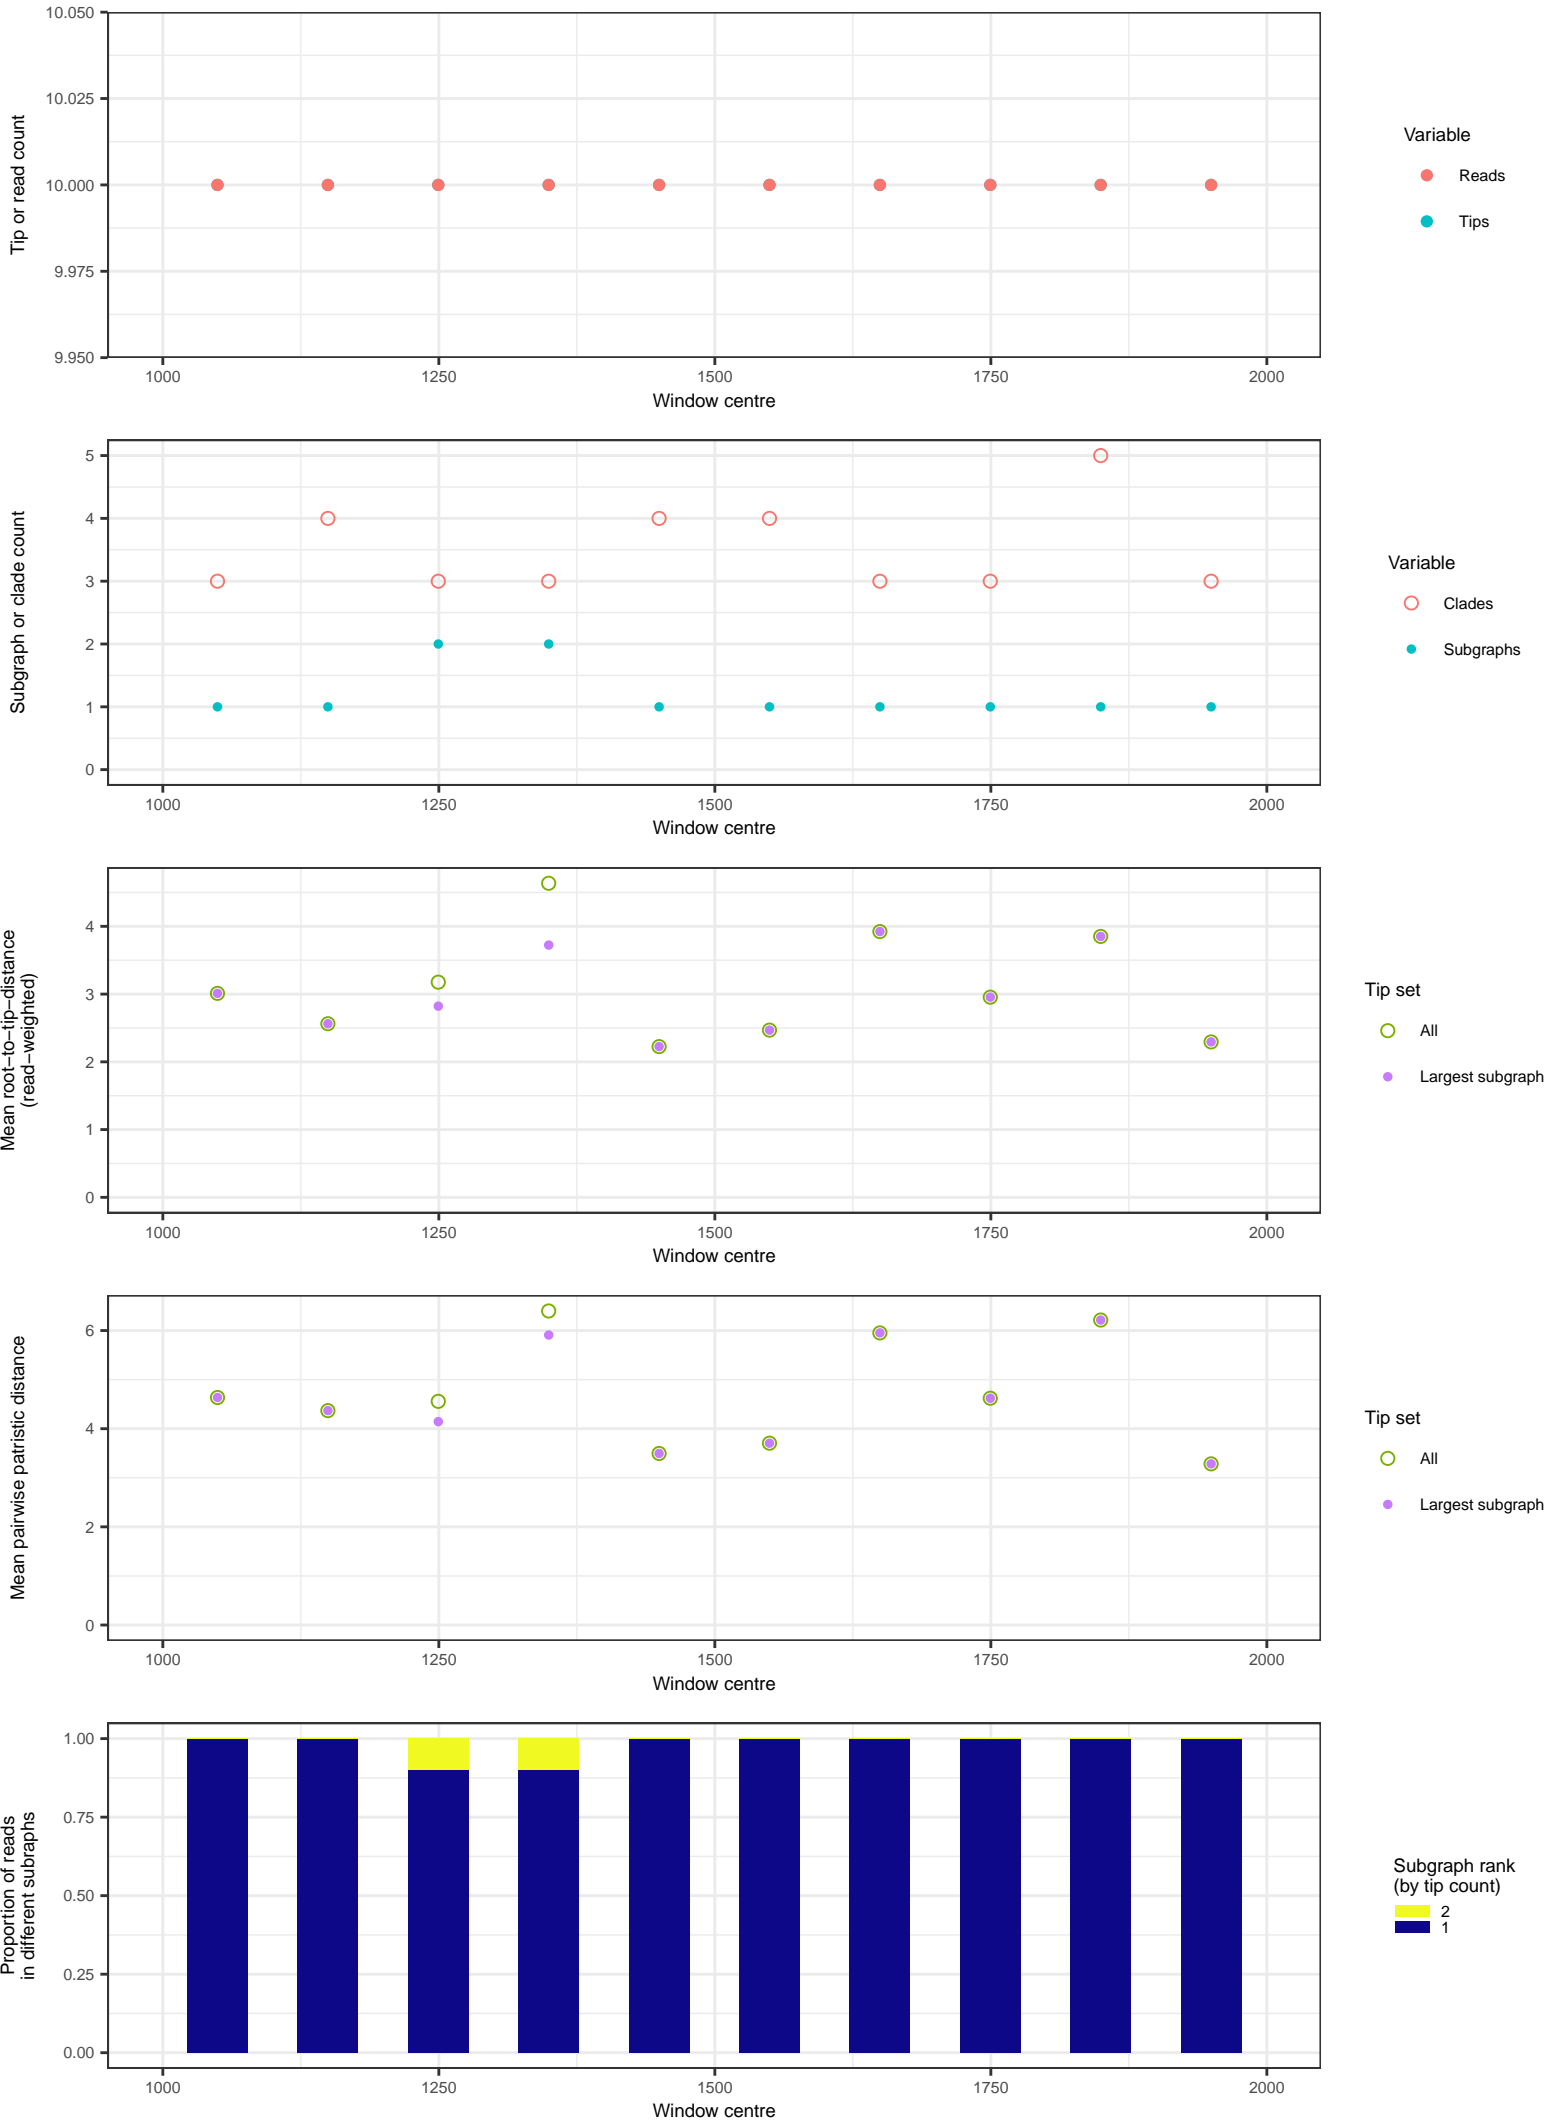 10.050
10.025
10.000
9.975
9.950
Tip or read count
1000 1250 1500 1750 2000
Window centre
Variable
Reads
Tips
5
4
3
2
1
0
Subgraph or clade count
1000 1250 1500 1750 2000
Window centre
Variable
Clades
Subgraphs
4
3
2
1
0
Mean root−to−tip−distance
(read−weighted)
1000 1250 1500 1750 2000
Window centre
Tip set
All
Largest subgraph
6
4
2
0
Mean pairwise patristic distance
1000 1250 1500 1750 2000
Window centre
Tip set
All
Largest subgraph
1.00
0.75
0.50
0.25
0.00
Proportion of reads
in different subraphs
1000 1250 1500 1750 2000
Window centre
Subgraph rank
(by tip count)
2
1